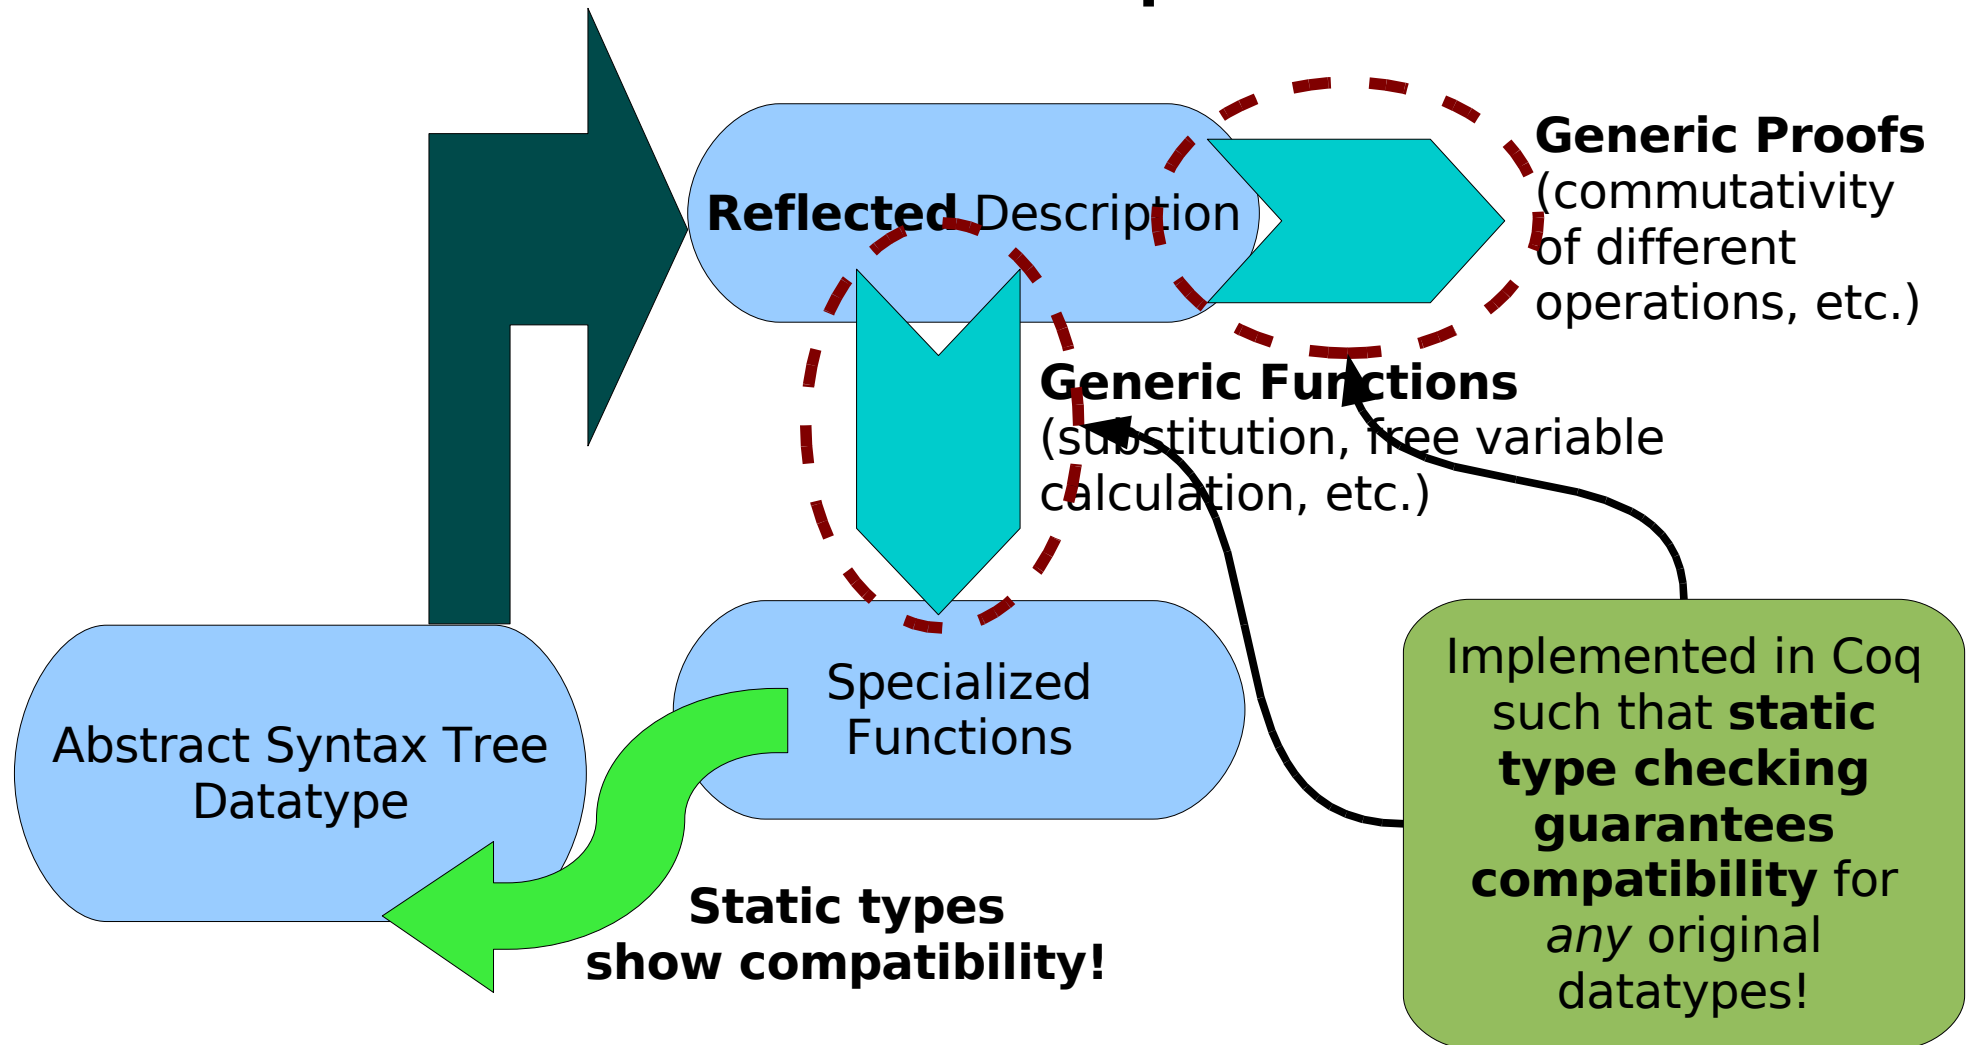 Reflected Description
Generic Proofs
(commutativity
of different
operations, etc.)
Generic Functions
(substitution, free variable
calculation, etc.)
Specialized
Functions
Abstract Syntax Tree
Datatype
Static types
show compatibility!
Implemented in Coq
such that static
type checking
guarantees
compatibility for
any original
datatypes!